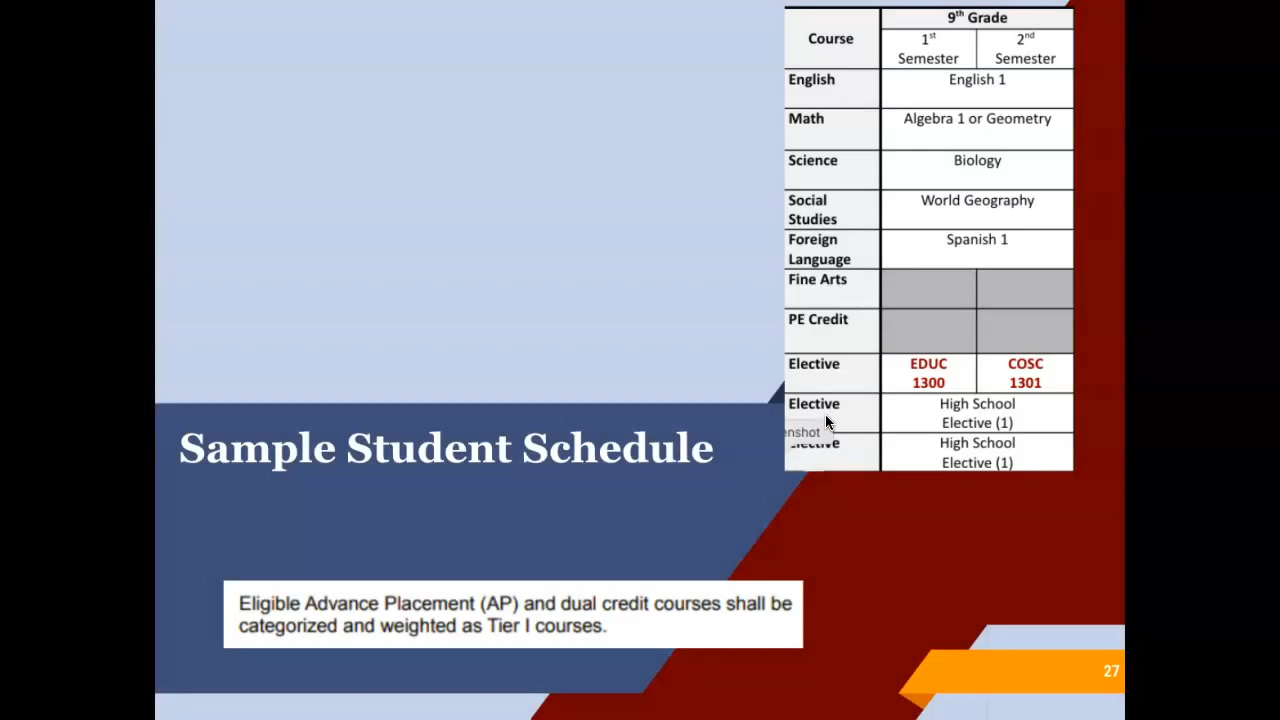 9th Grade
Course
1st
Semester
2nd
Semester
English
English 1
Math
Algebra 1 or Geometry
Science
Biology
Social
Studies
World Geography
Foreign
Language
Spanish 1
Fine Arts
PE Credit
Elective
EDUC
1300
COSC
1301
Elective
High School
Elective (1)
enshot
Elective
High School
Elective (1)
Sample Student Schedule
Eligible Advance Placement (AP) and dual credit courses shall be
categorized and weighted as Tier I courses.
27